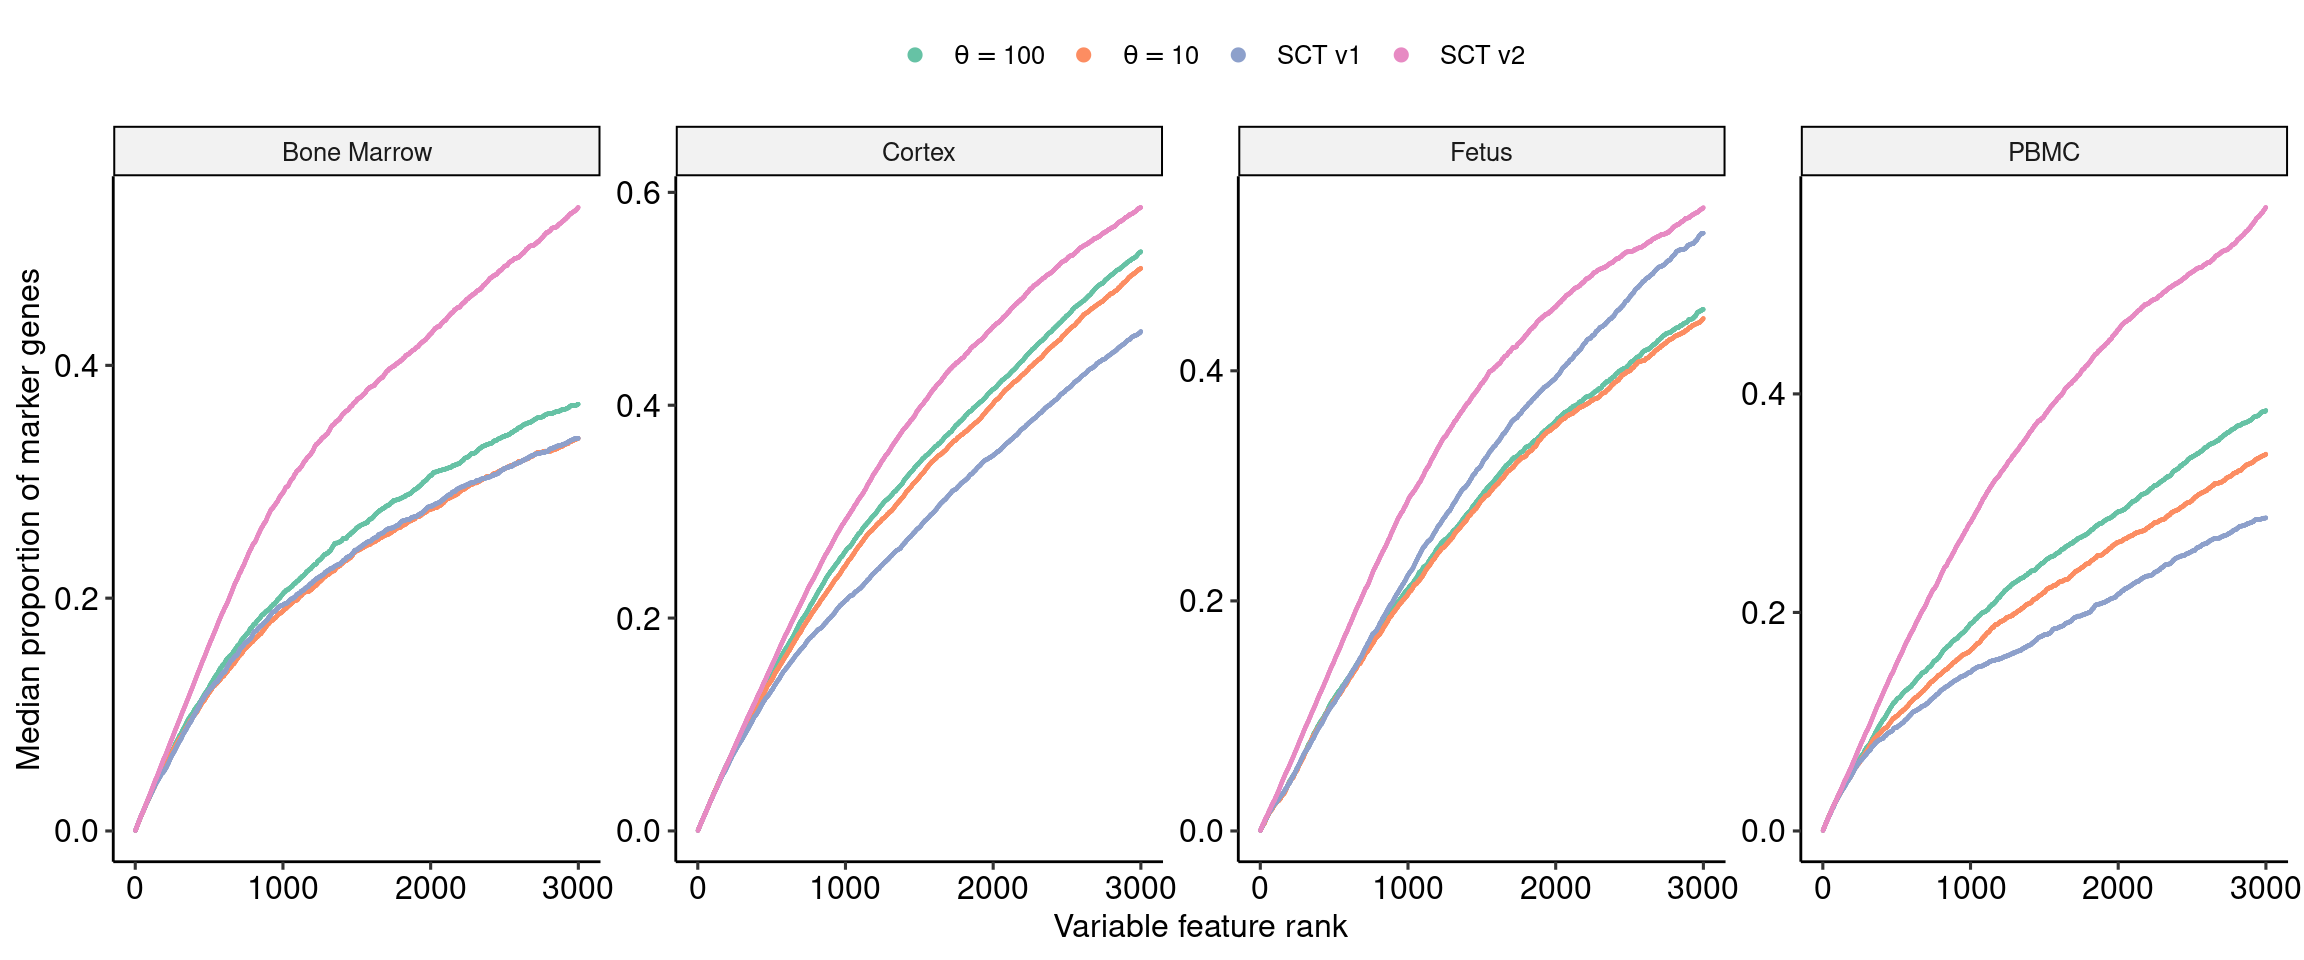 θ = 100 θ = 10 SCT v1 SCT v2
Bone Marrow Cortex Fetus PBMC
Median proportion of marker genes
0.4
0.2
0.0
0 1000 2000 3000
0.6
0.4
0.2
0.0
0 1000 2000 3000
0.4
0.2
0.0
0 1000 2000 3000
0.4
0.2
0.0
0 1000 2000 3000
Variable feature rank